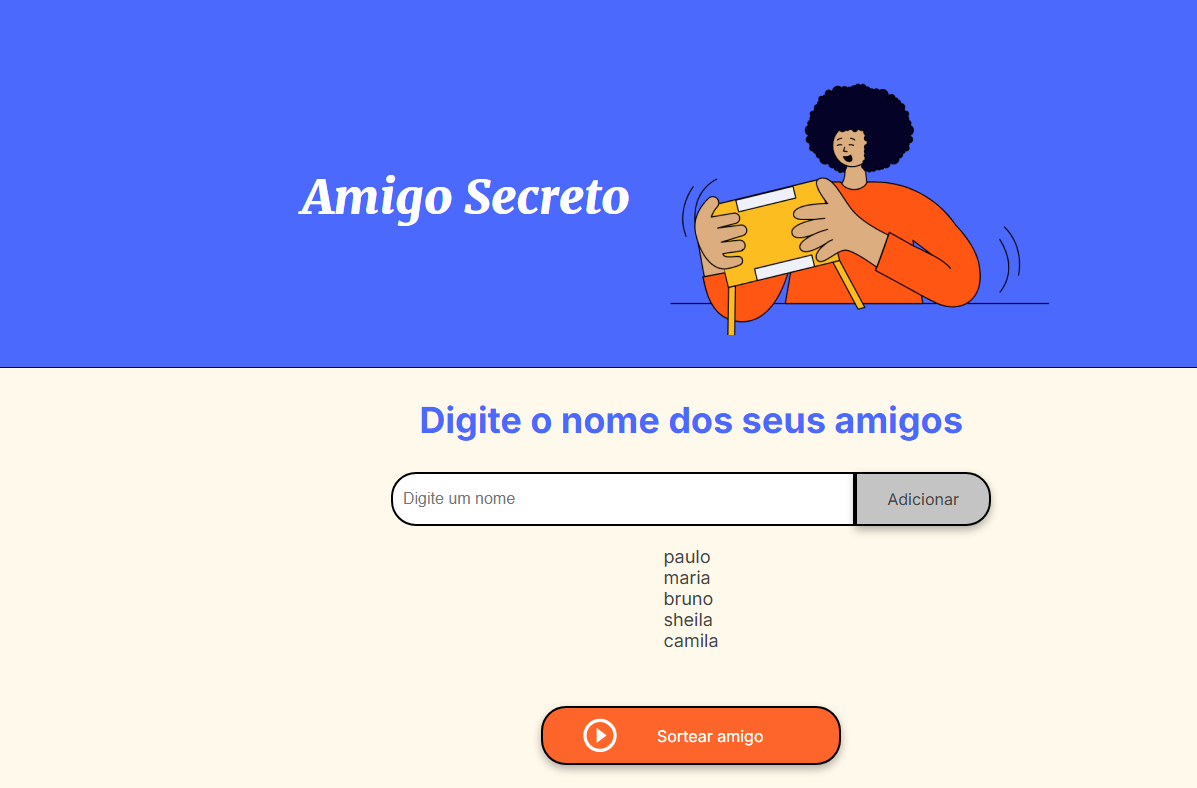 Amigo Secreto
Digite o nome dos seus amigos
Digite um nome
Adicionar
paulo
maria
bruno
sheila
camila
Sortear amigo